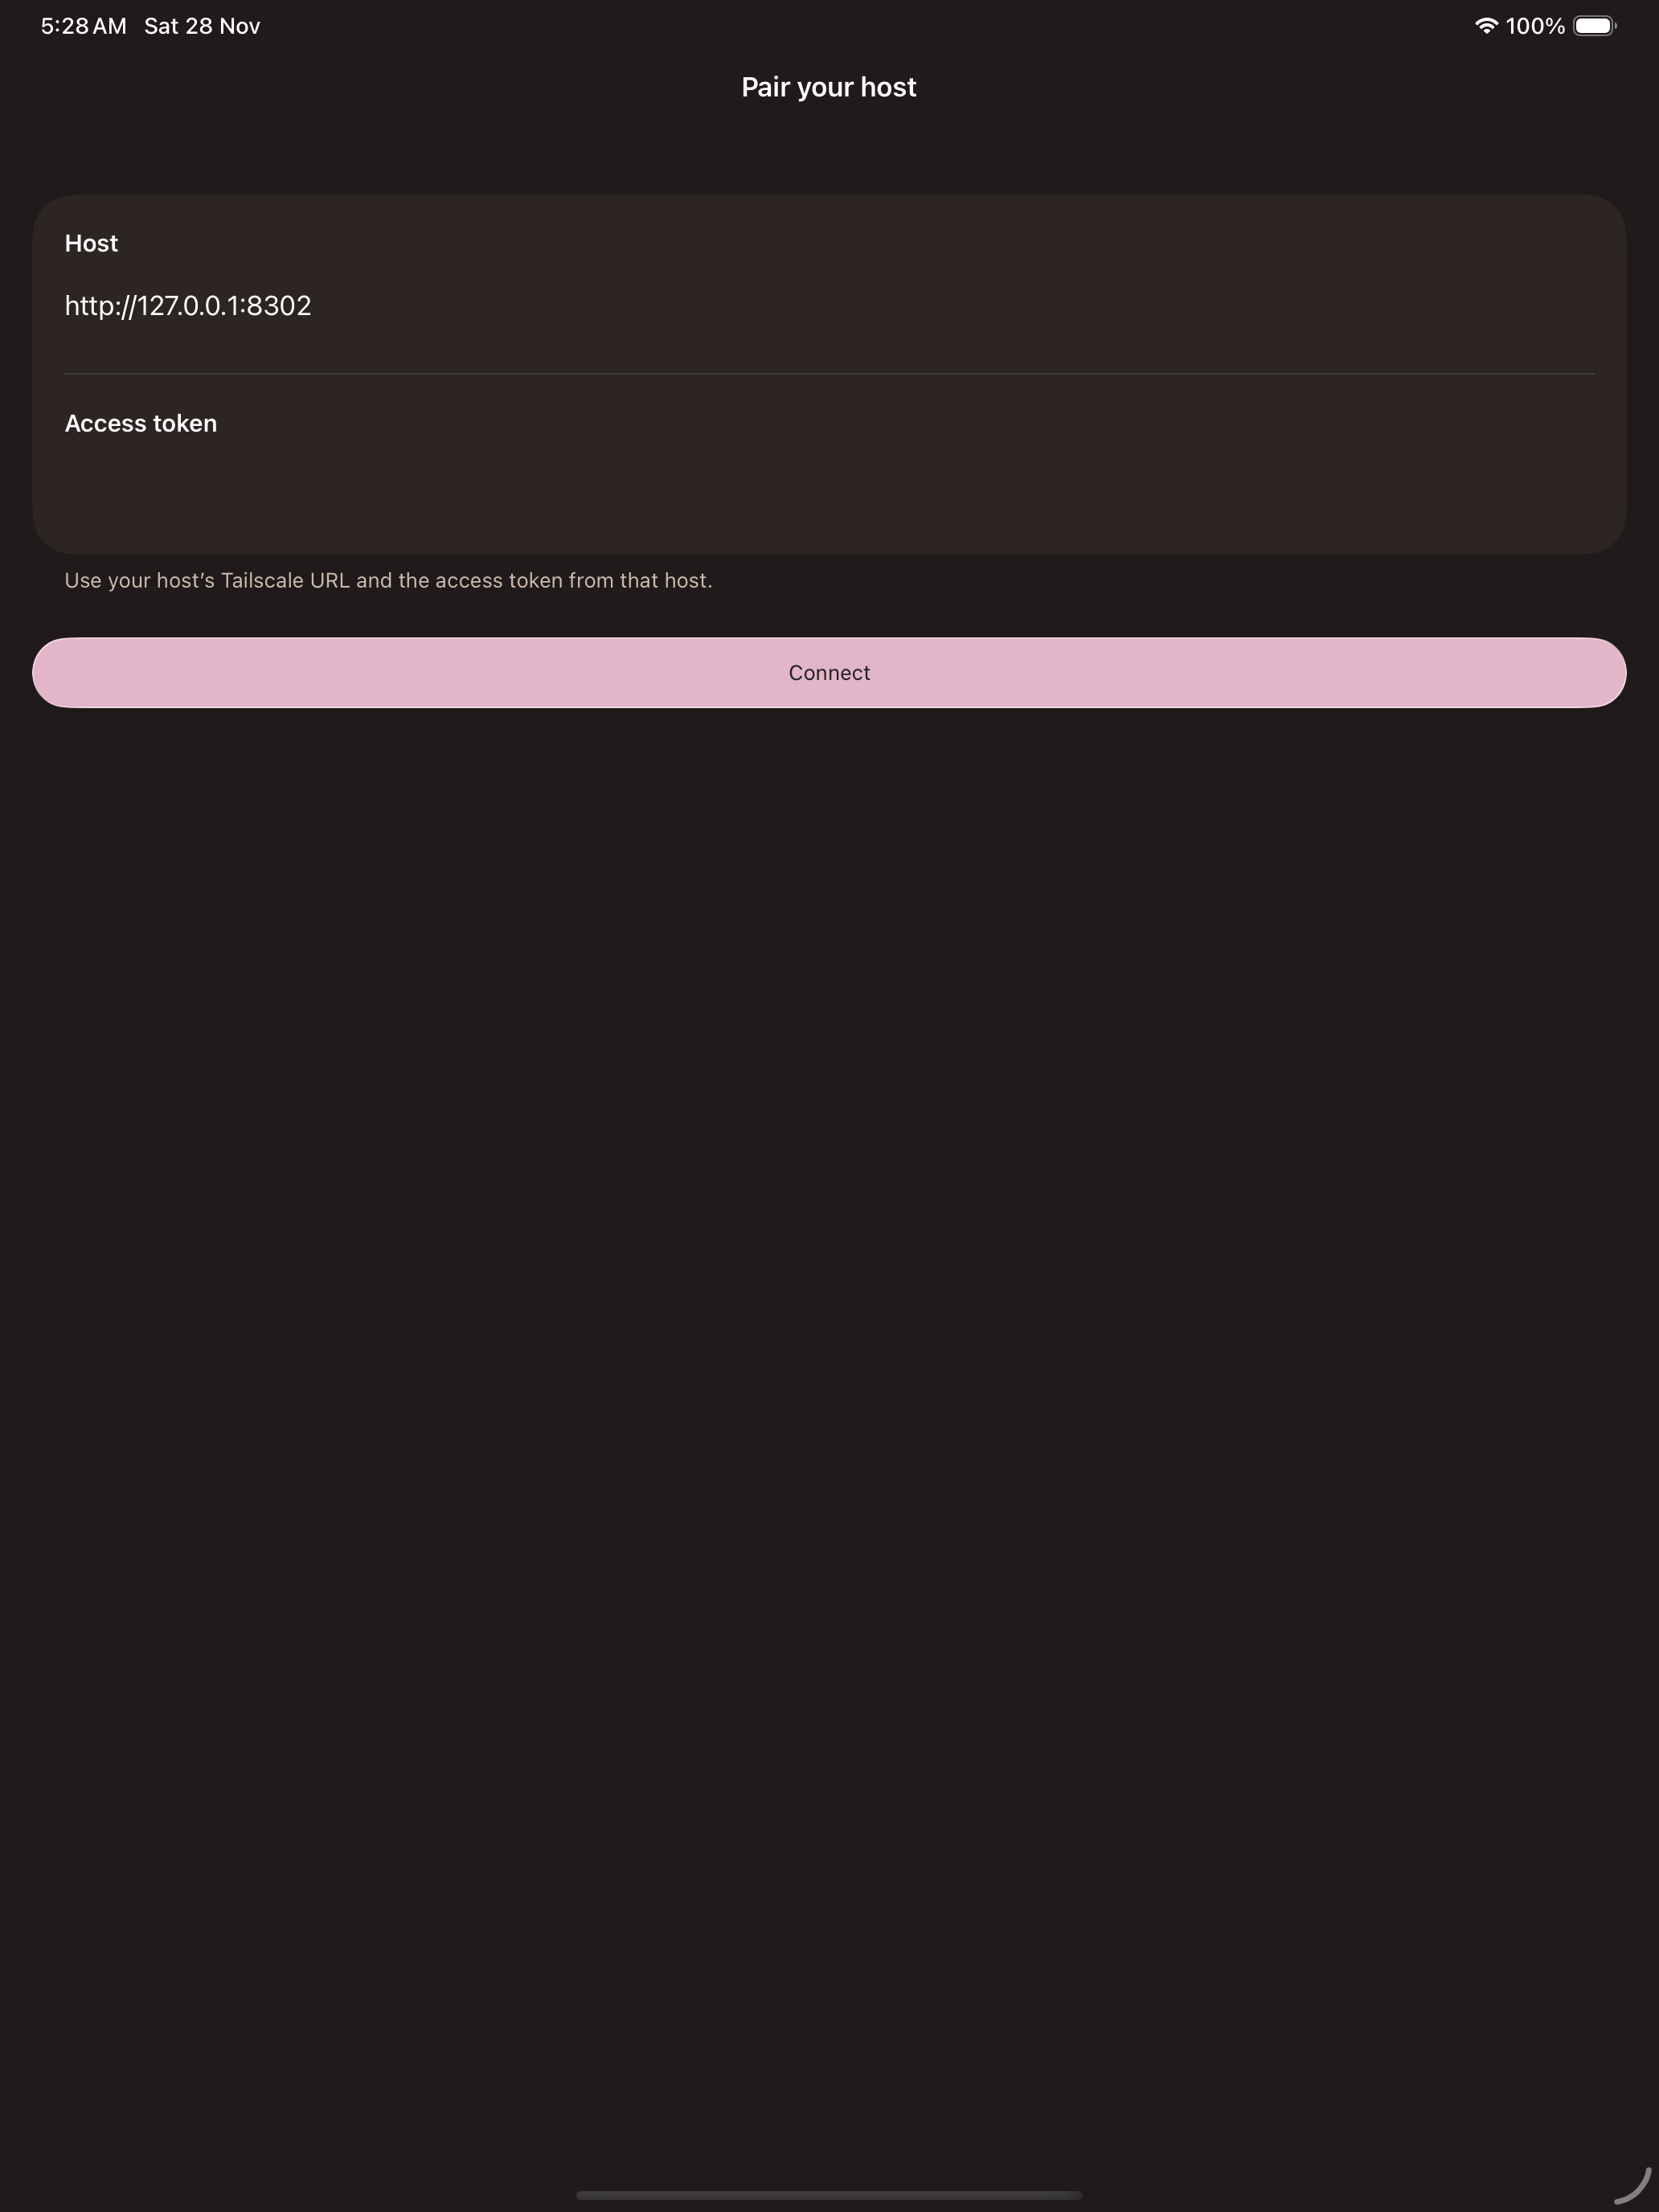 5:28 AM Sat 28 Nov
100%
Pair your host
Host
http://127.0.0.1:8302
Access token
Use your host’s Tailscale URL and the access token from that host.
Connect